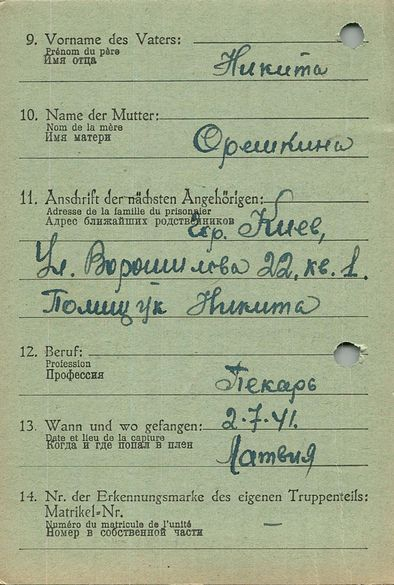 9. Vorname des Vaters:
Prénom du père
Имя отца
Никита
10. Name der Mutter:
Nom de la mère
Имя матери
Орешкина
11. Anschrift der nächsten Angehörigen:
Adresse de la famille du prisonnier
Адрес ближайших родственников
гр. Киев,
Ул. Ворошилова 22. кв. 1.
Полищук Никита
12. Beruf:
Profession
Профессия
Пекарь
13. Wann und wo gefangen: 2.7.41.
Date et lieu de la capture
Когда и где попал в плен
Латвия
14. Nr. der Erkennungsmarke des eigenen Truppenteils:
Matrikel-Nr.
Numéro du matricule de l'unité
Номер в собственной части
–